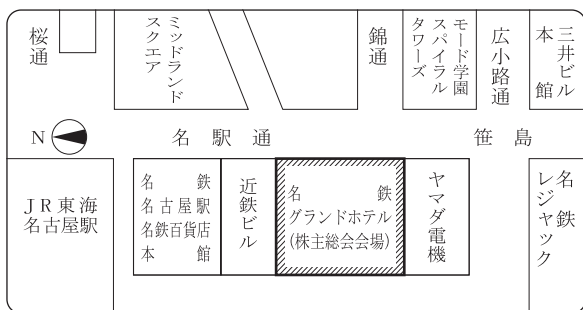 桜通
ミッドランド
スクエア
錦通
モード学園
スパイラル
タワーズ
広小路通
三井ビル
本館
N
名駅通
笹島
JR東海
名古屋駅
名鉄
名古屋駅
名鉄百貨店
本館
近鉄ビル
名鉄
グランドホテル
(株主総会会場)
ヤマダ電機
名鉄
レジャック